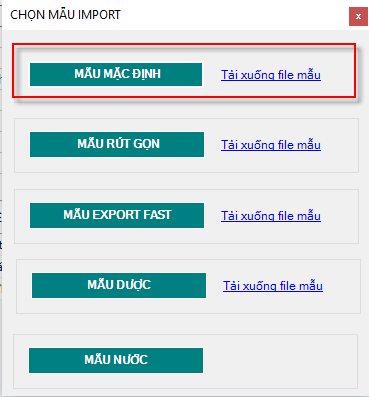 CHỌN MẪU IMPORT
x
MẪU MẶC ĐỊNH Tải xuống file mẫu
MẪU RÚT GỌN Tải xuống file mẫu
MẪU EXPORT FAST Tải xuống file mẫu
MẪU DƯỢC Tải xuống file mẫu
MẪU NƯỚC